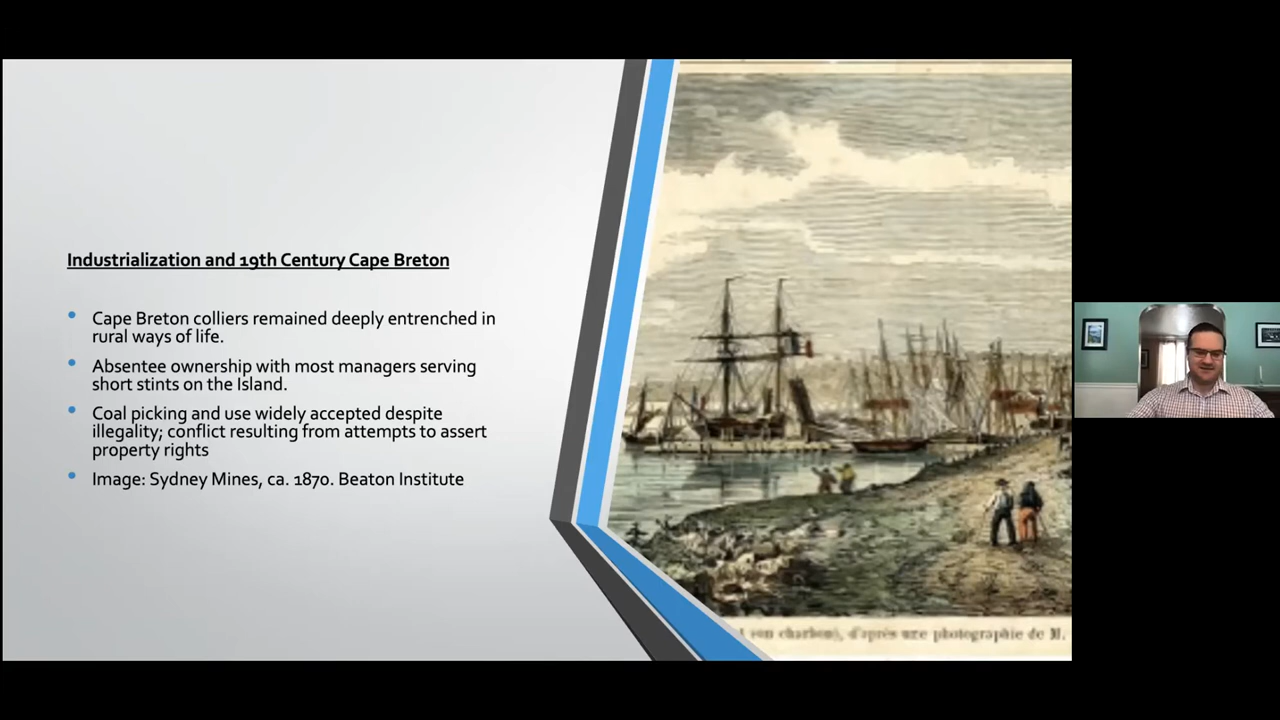 Industrialization and 19th Century Cape Breton
Cape Breton colliers remained deeply entrenched in
rural ways of life.
Absentee ownership with most managers serving
short stints on the Island.
Coal picking and use widely accepted despite
illegality; conflict resulting from attempts to assert
property rights
Image: Sydney Mines, ca. 1870. Beaton Institute
charbon), d'après une photographie de M.